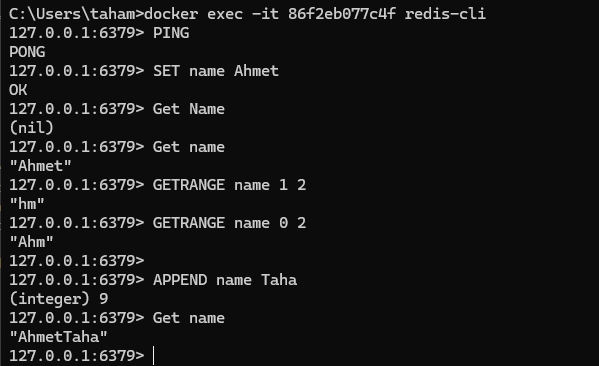 C:\Users\taham>docker exec -it 86f2eb077c4f redis-cli
127.0.0.1:6379> PING
PONG
127.0.0.1:6379> SET name Ahmet
OK
127.0.0.1:6379> Get Name
(nil)
127.0.0.1:6379> Get name
"Ahmet"
127.0.0.1:6379> GETRANGE name 1 2
"hm"
127.0.0.1:6379> GETRANGE name 0 2
"Ahm"
127.0.0.1:6379>
127.0.0.1:6379> APPEND name Taha
(integer) 9
127.0.0.1:6379> Get name
"AhmetTaha"
127.0.0.1:6379>